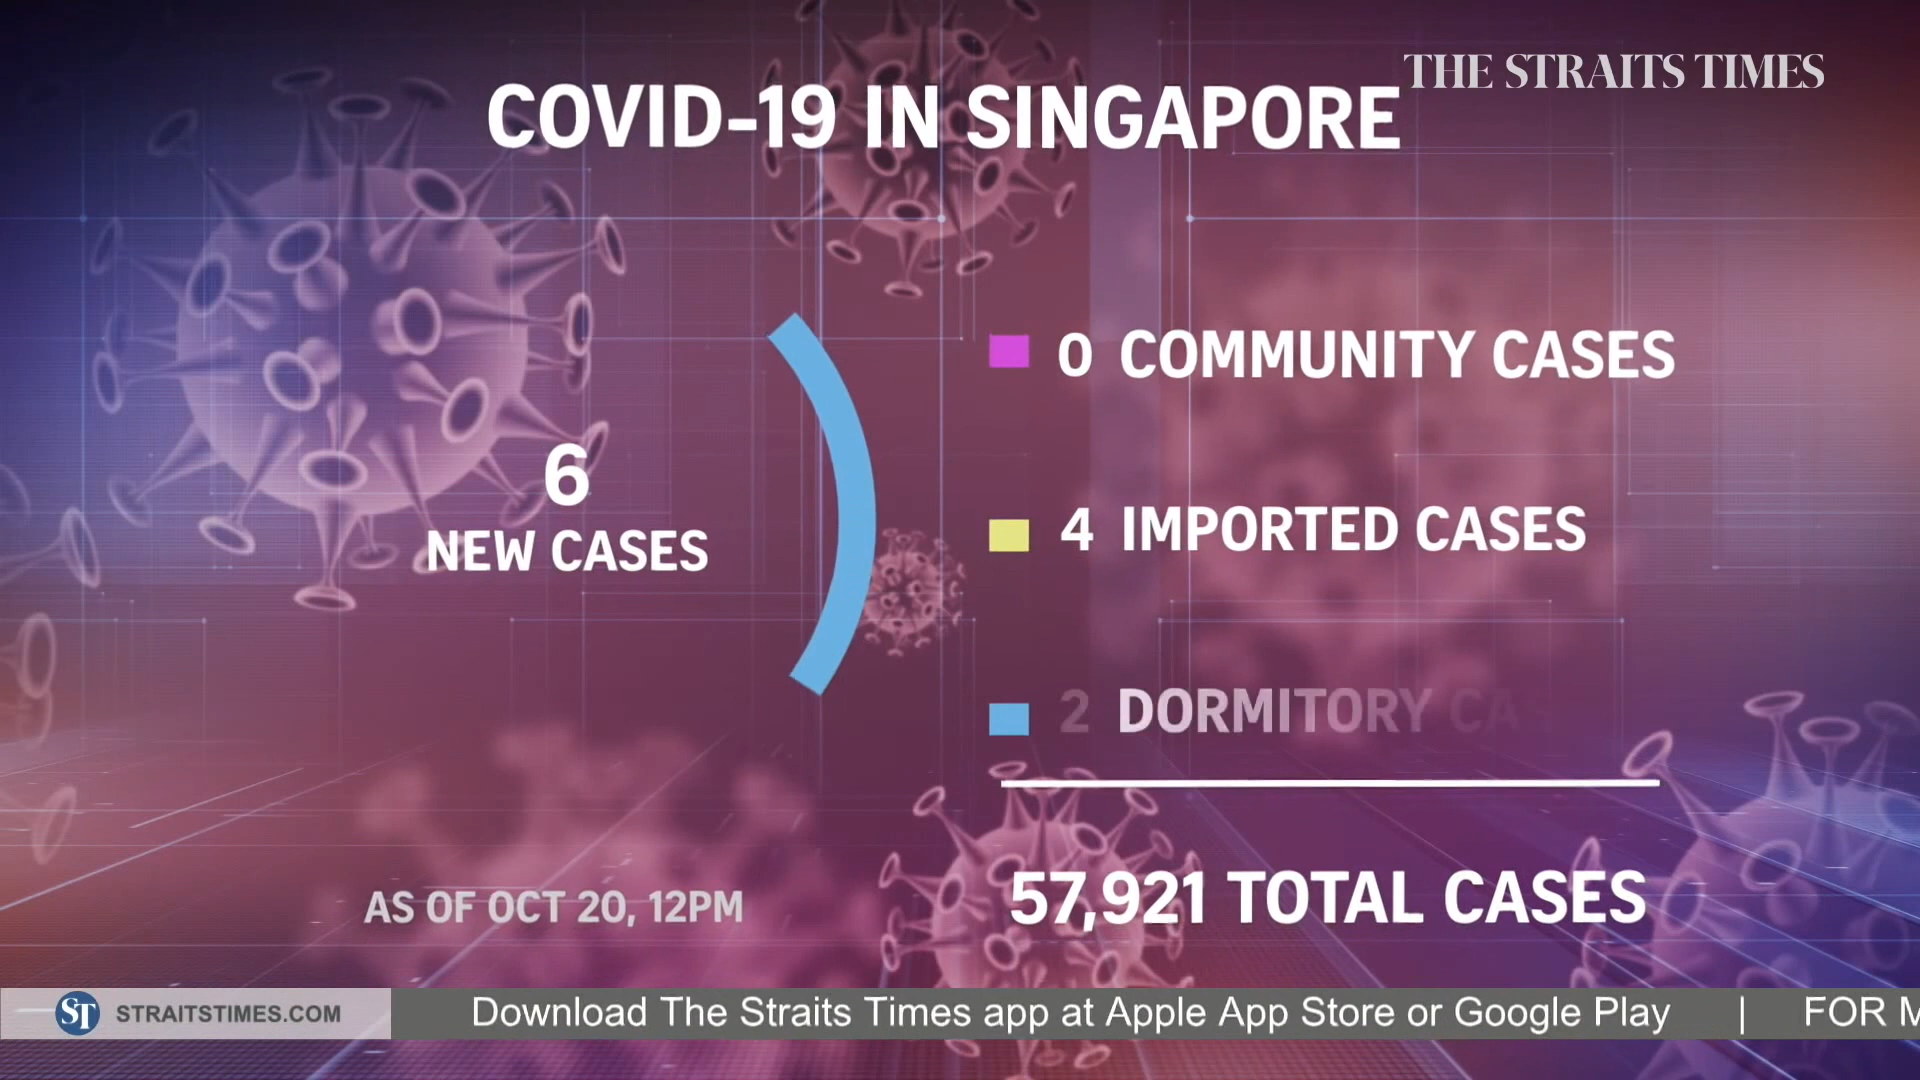 THE STRAITS TIMES
COVID-19 IN SINGAPORE
6
NEW CASES
0 COMMUNITY CASES
4 IMPORTED CASES
2 DORMITORY CAS
57,921 TOTAL CASES
AS OF OCT 20, 12PM
ST STRAITSTIMES.COM
Download The Straits Times app at Apple App Store or Google Play | FOR M